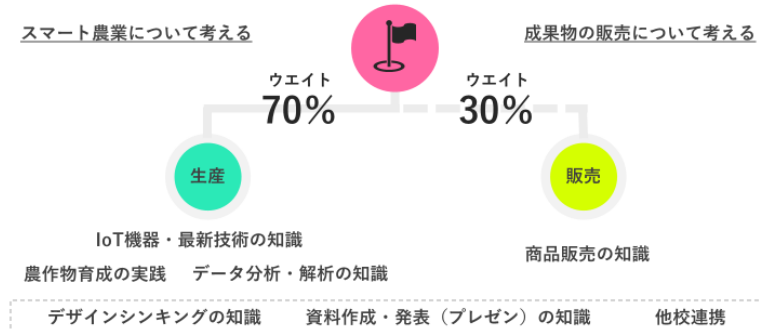 スマート農業について考える
成果物の販売について考える
ウエイト
70%
ウエイト
30%
生産
販売
IoT機器・最新技術の知識
農作物育成の実践 データ分析・解析の知識
商品販売の知識
デザインシンキングの知識 資料作成・発表（プレゼン）の知識 他校連携